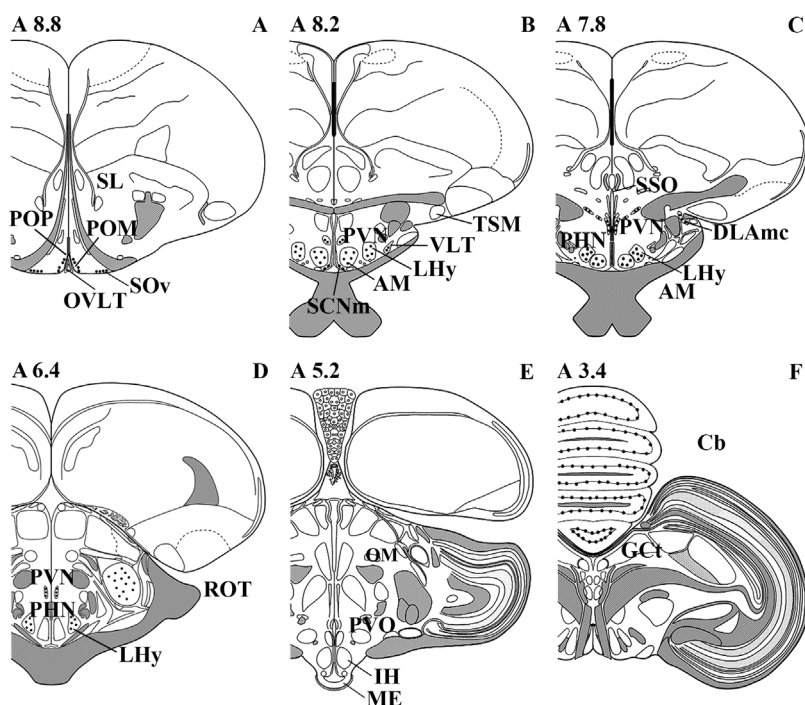 A 8.8
A
A 8.2
B
A 7.8
C
SL
POP
POM
SOv
OVLT
PVN
TSM
VLT
LHy
AM
SCNm
SSO
PHN
PVN
DLAmc
LHy
AM
A 6.4
D
A 5.2
E
A 3.4
F
PVN
ROT
PHN
LHy
OM
PVO
IH
ME
Cb
GCt